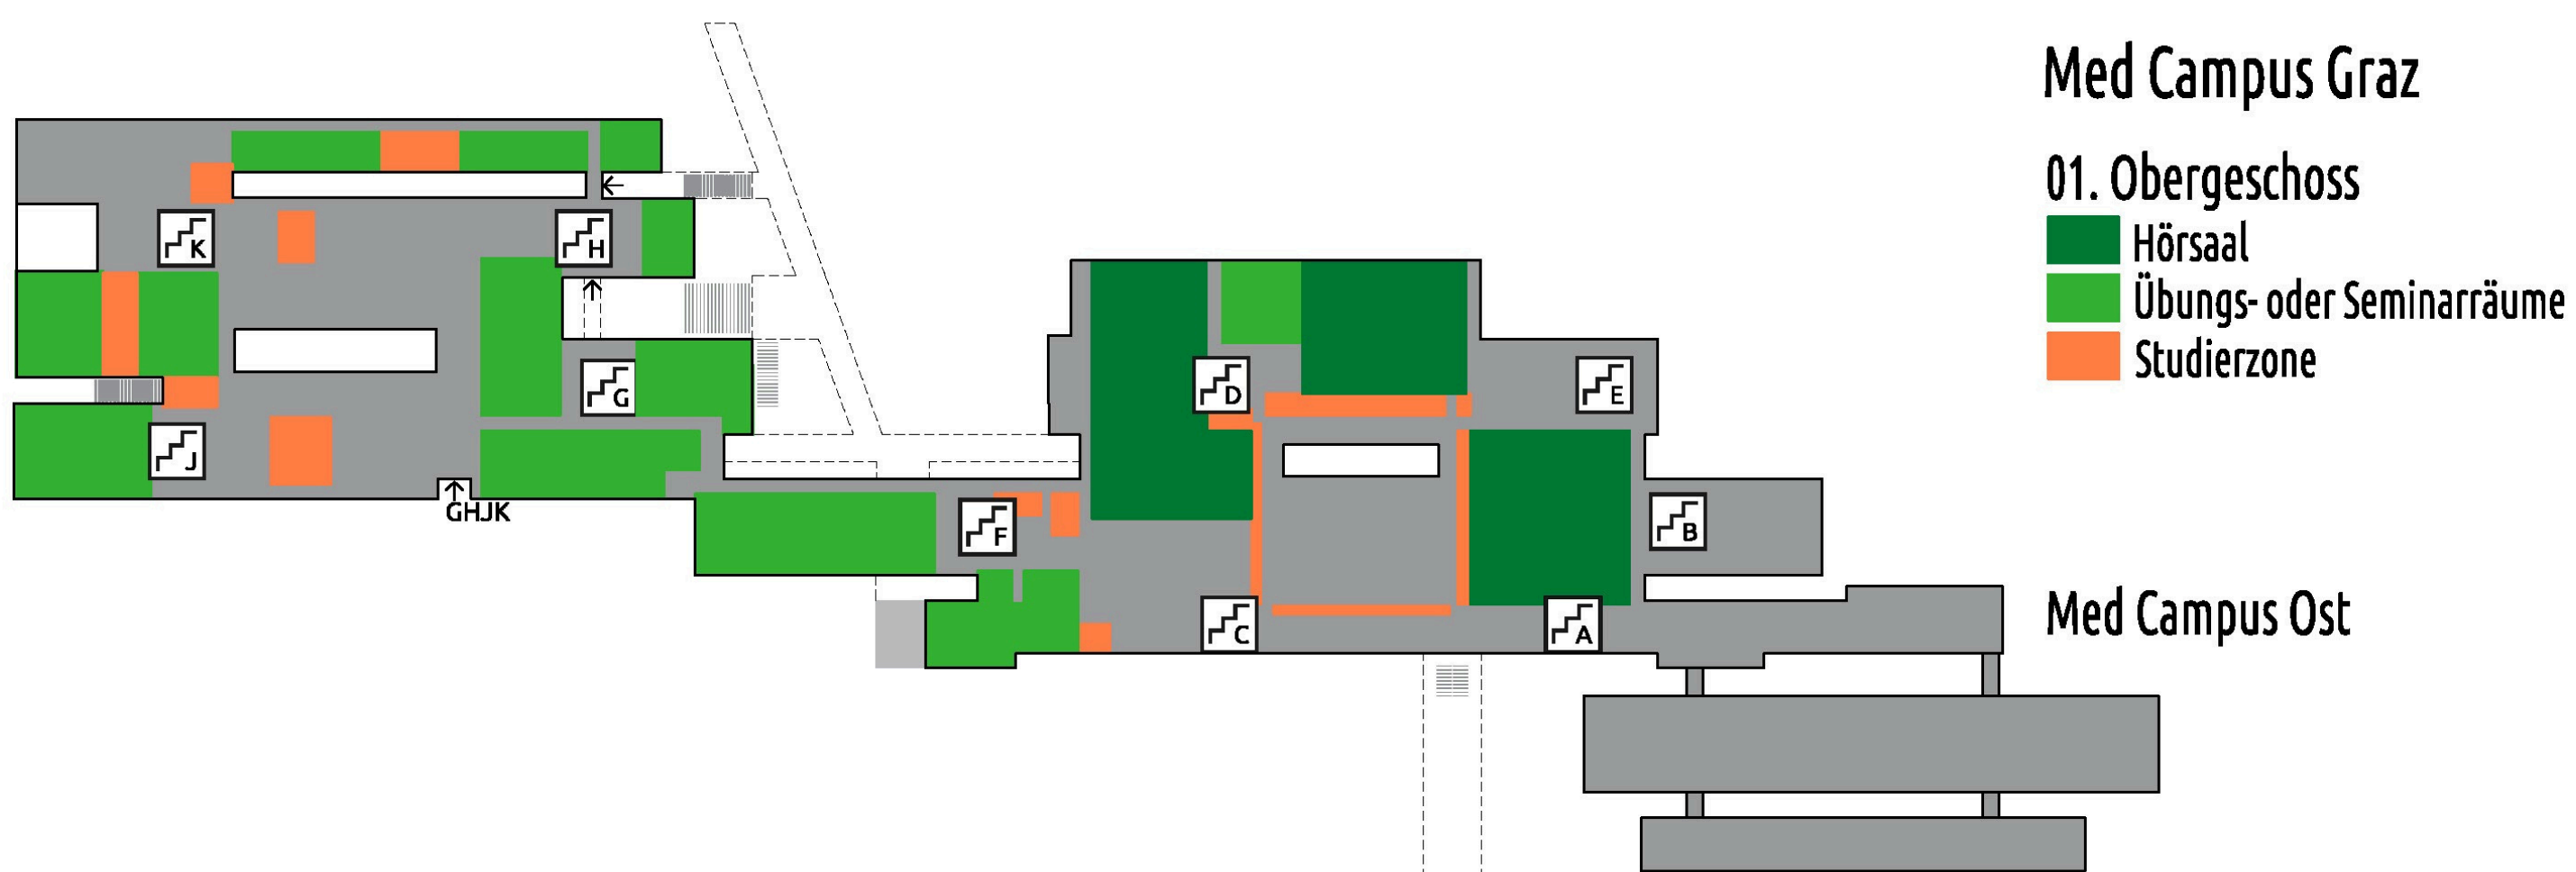 Med Campus Graz
01. Obergeschoss
Hörsaal
Übungs- oder Seminarräume
Studierzone
K
H
G
J
GHJK
D
E
F
B
C
A
Med Campus Ost